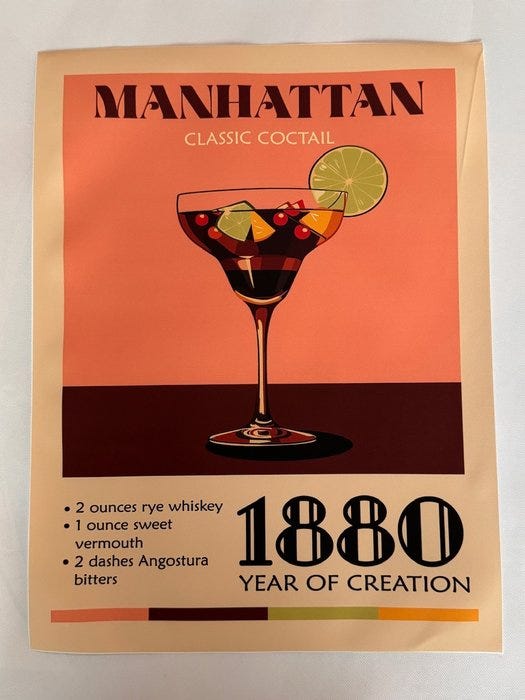 MANHATTAN
CLASSIC COCTAIL
• 2 ounces rye whiskey
• 1 ounce sweet
vermouth
• 2 dashes Angostura
bitters
1880
YEAR OF CREATION